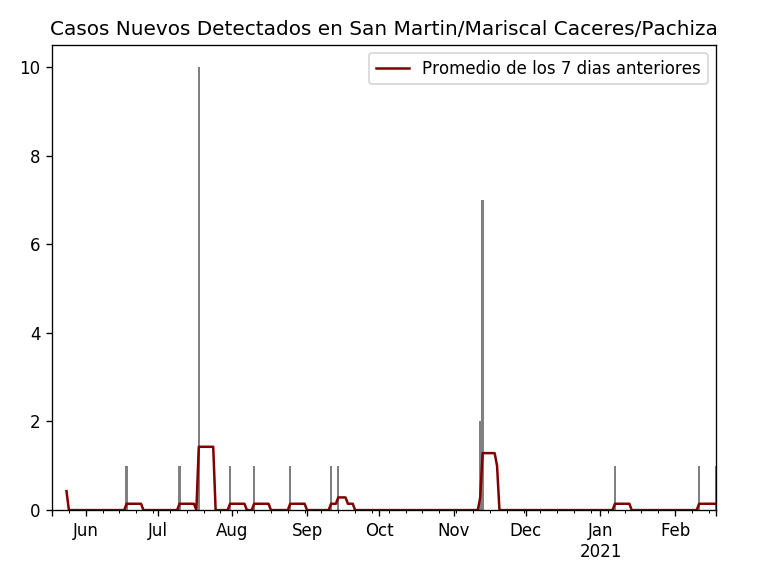 Casos Nuevos Detectados en San Martin/Mariscal Caceres/Pachiza
Promedio de los 7 dias anteriores
10
8
6
4
2
0
Jun Jul Aug Sep Oct Nov Dec Jan Feb
2021